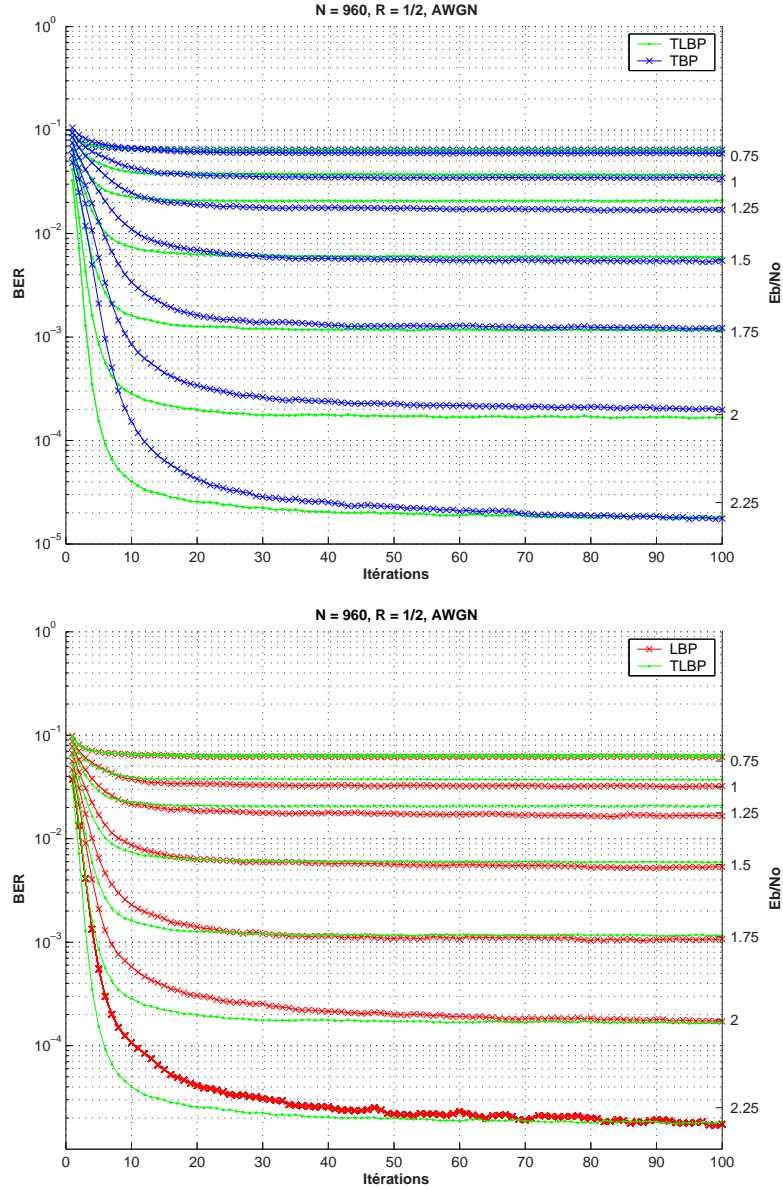 N = 960, R = 1/2, AWGN
10^0
10^-1
10^-2
10^-3
10^-4
10^-5
BER
TLBP
TBP
0.75
1
1.25
1.5
1.75
2
2.25
Eb/No
0 10 20 30 40 50 60 70 80 90 100
Itérations
N = 960, R = 1/2, AWGN
10^0
10^-1
10^-2
10^-3
10^-4
BER
LBP
TLBP
0.75
1
1.25
1.5
1.75
2
2.25
Eb/No
0 10 20 30 40 50 60 70 80 90 100
Itérations